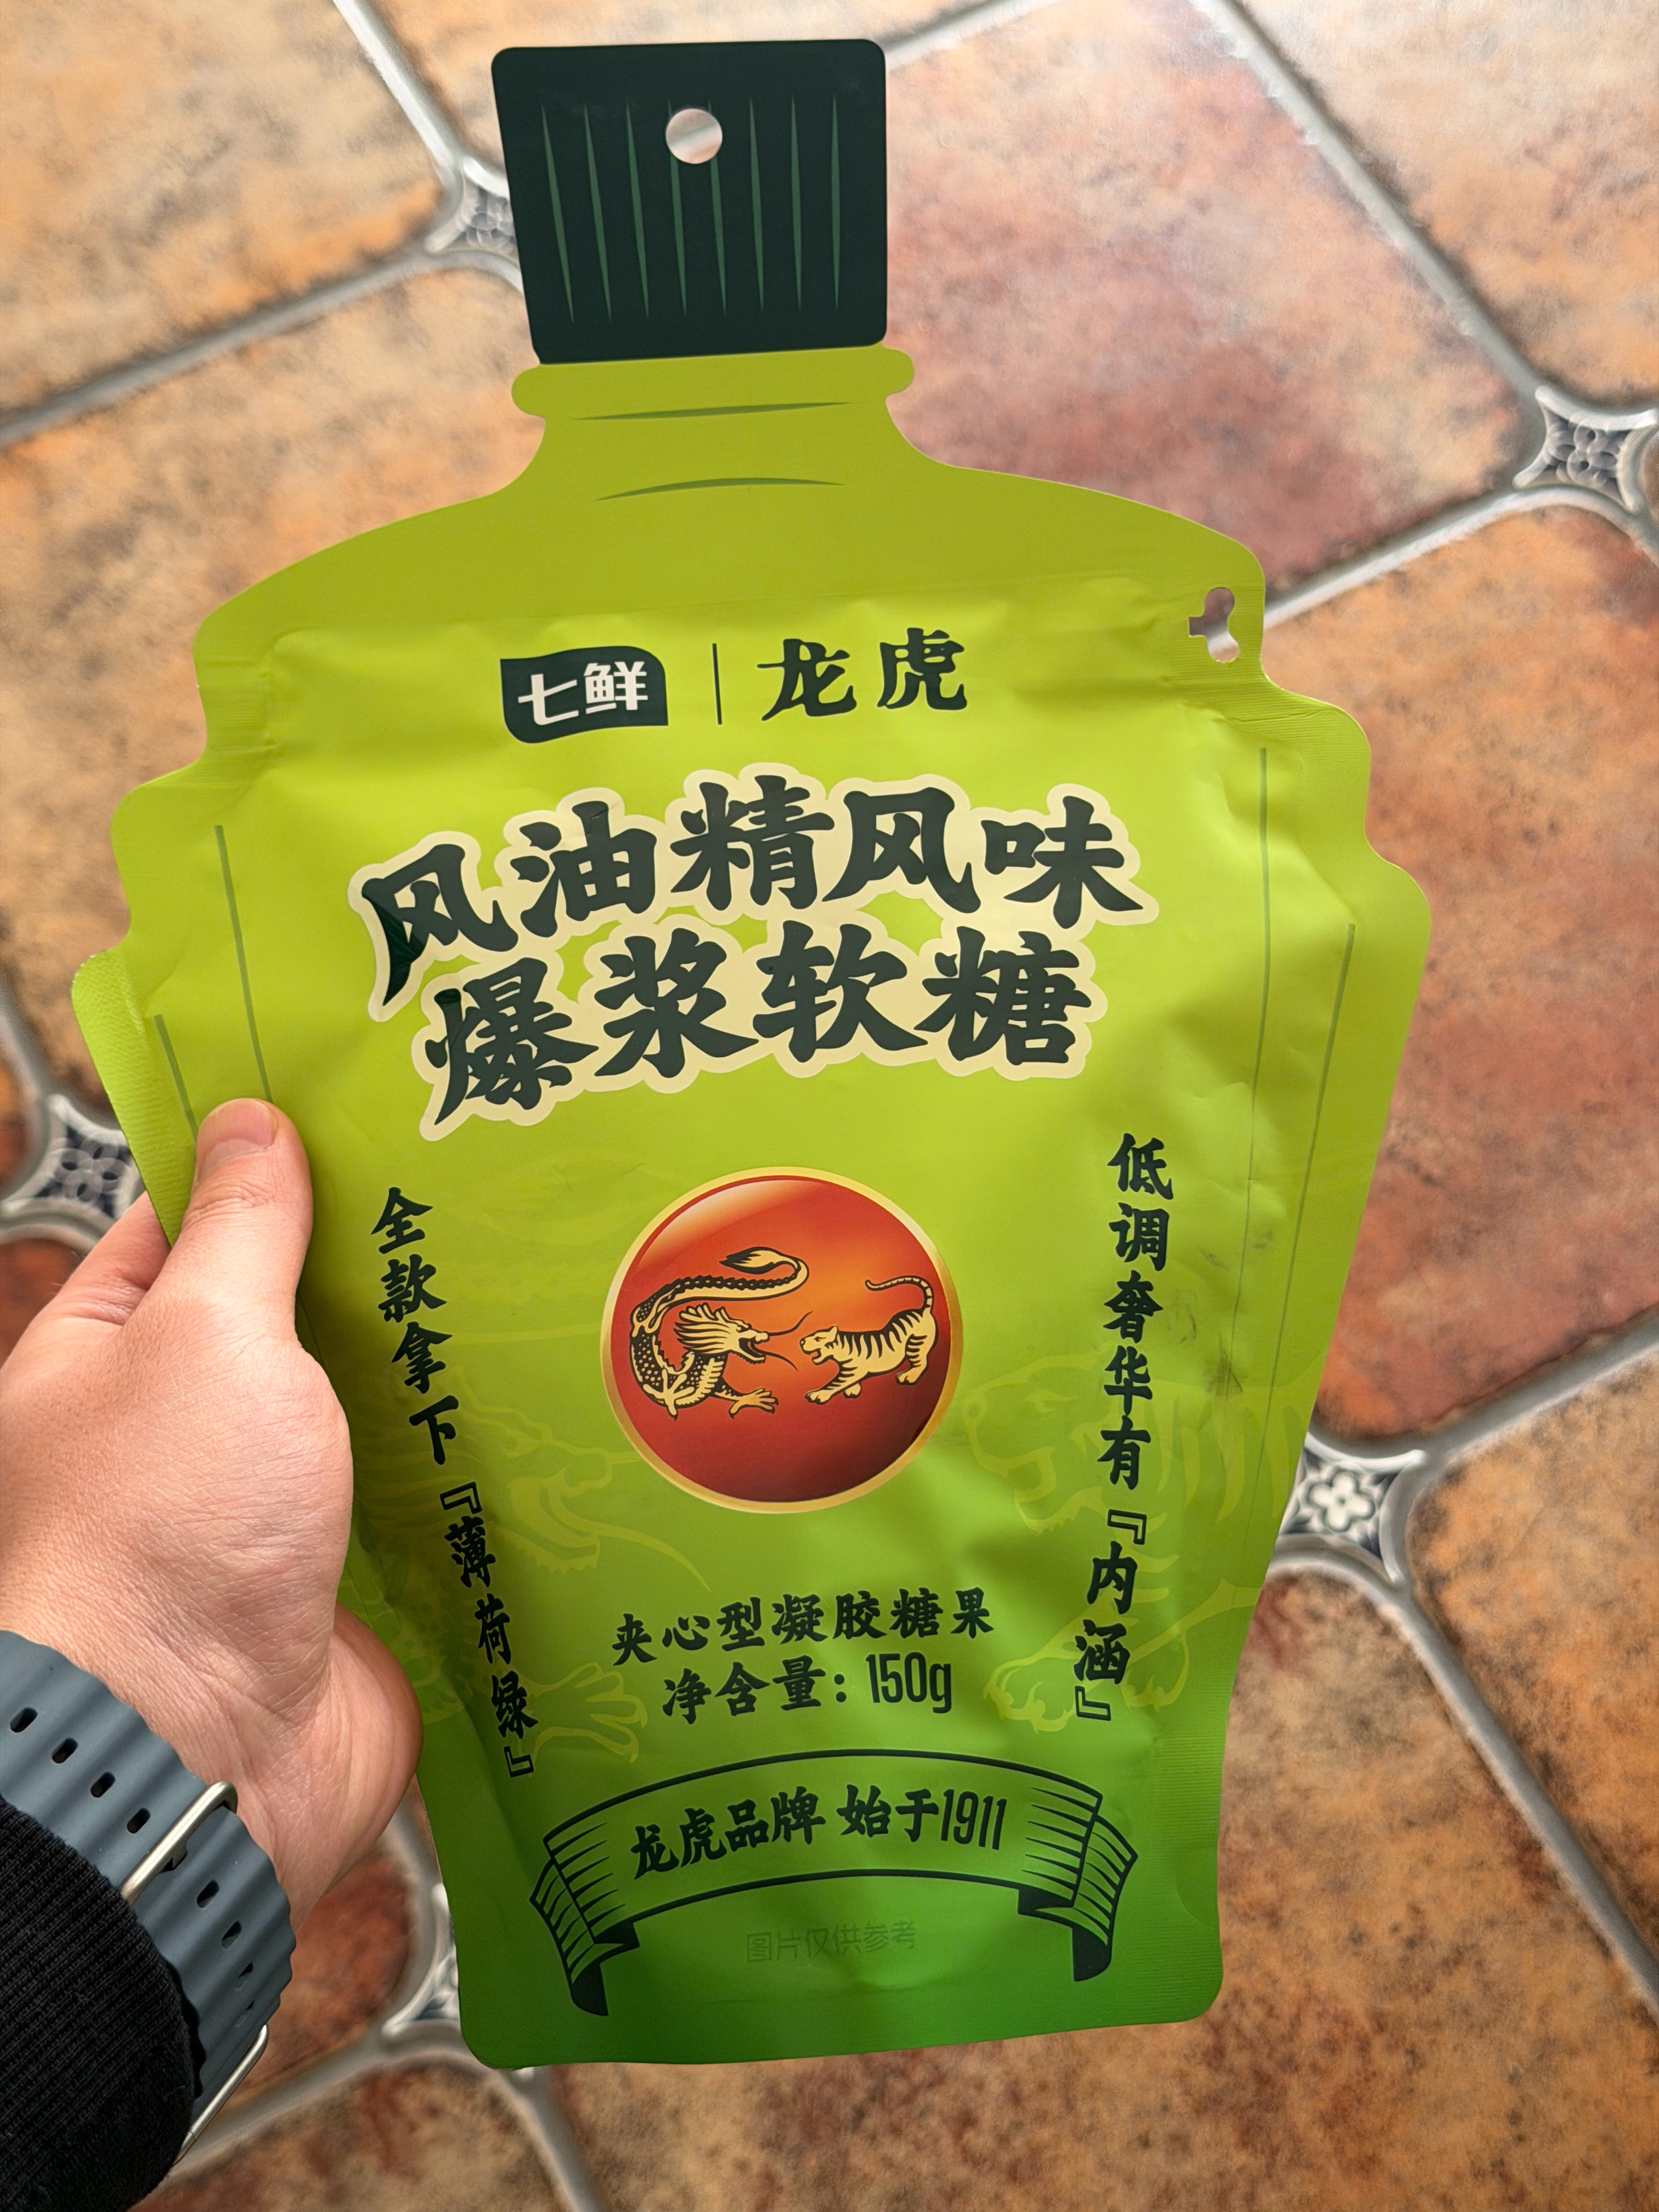 七鲜 | 龙虎
风油精风味
爆浆软糖
全款拿下『薄荷绿』
低调奢华有『内涵』
夹心型凝胶糖果
净含量：150g
龙虎品牌 始于1911
图片仅供参考